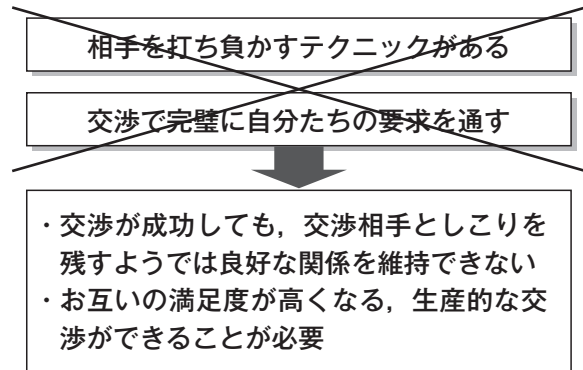 相手を打ち負かすテクニックがある
交渉で完璧に自分たちの要求を通す
・交渉が成功しても，交渉相手としこりを
残すようでは良好な関係を維持できない
・お互いの満足度が高くなる，生産的な交
渉ができることが必要